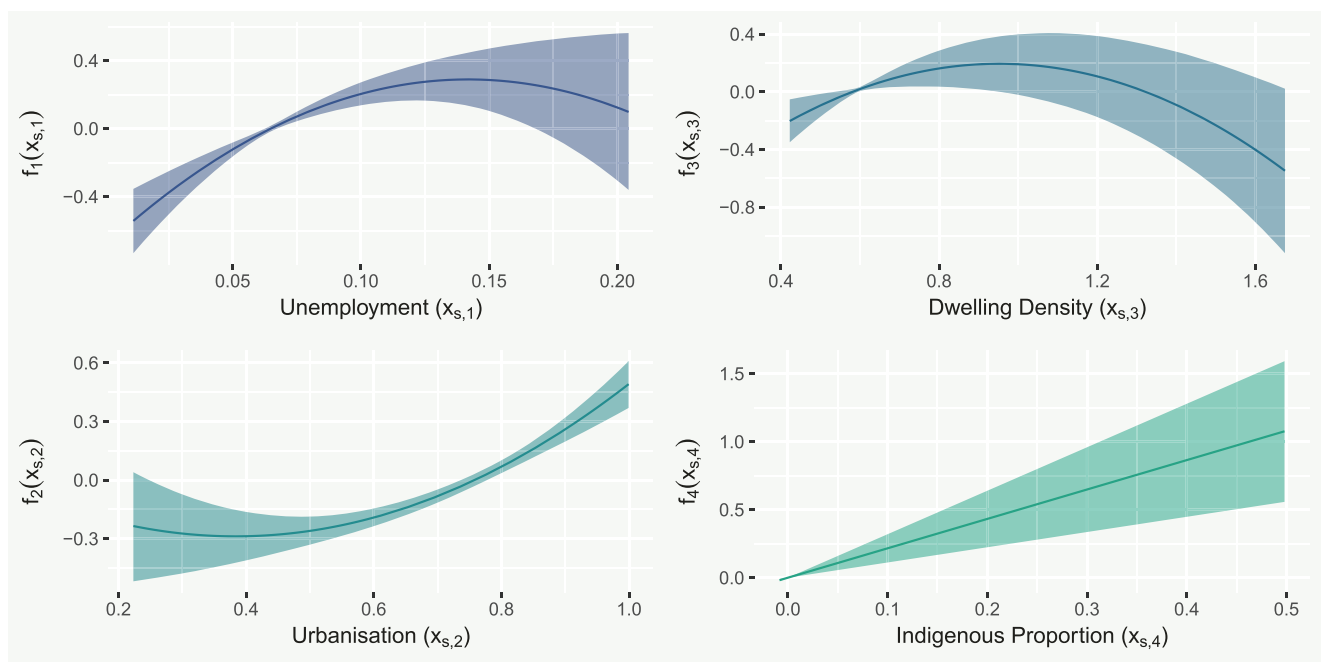 0.4
0.0
−0.4
f1(xs,1)
0.05 0.10 0.15 0.20
Unemployment (xs,1)
0.4
0.0
−0.4
−0.8
f3(xs,3)
0.4 0.8 1.2 1.6
Dwelling Density (xs,3)
0.6
0.3
0.0
−0.3
f2(xs,2)
0.2 0.4 0.6 0.8 1.0
Urbanisation (xs,2)
1.5
1.0
0.5
0.0
f4(xs,4)
0.0 0.1 0.2 0.3 0.4 0.5
Indigenous Proportion (xs,4)